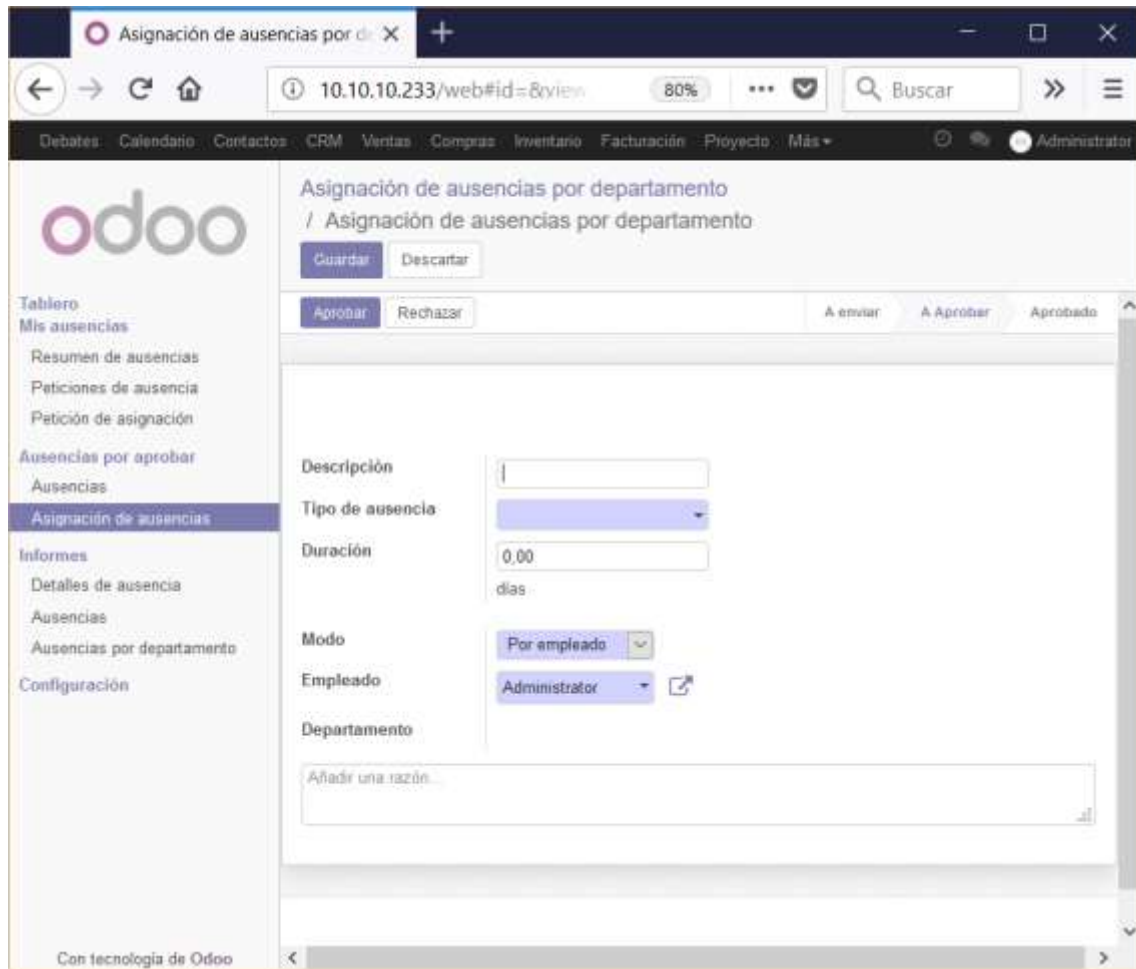 Asignación de ausencias por de
10.10.10.233/web#id=&view
80%
Buscar
Debates Calendario Contactos CRM Ventas Compras Inventario Facturación Proyecto Más
Administrator
odoo
Asignación de ausencias por departamento
/ Asignación de ausencias por departamento
Guardar Descartar
Tablero
Mis ausencias
Resumen de ausencias
Peticiones de ausencia
Petición de asignación
Ausencias por aprobar
Ausencias
Asignación de ausencias
Informes
Detalles de ausencia
Ausencias
Ausencias por departamento
Configuración
Con tecnología de Odoo
Aprobar Rechazar A enviar A Aprobar Aprobado
Descripción
Tipo de ausencia
Duración 0,00
días
Modo Por empleado
Empleado Administrator
Departamento
Añadir una razón...